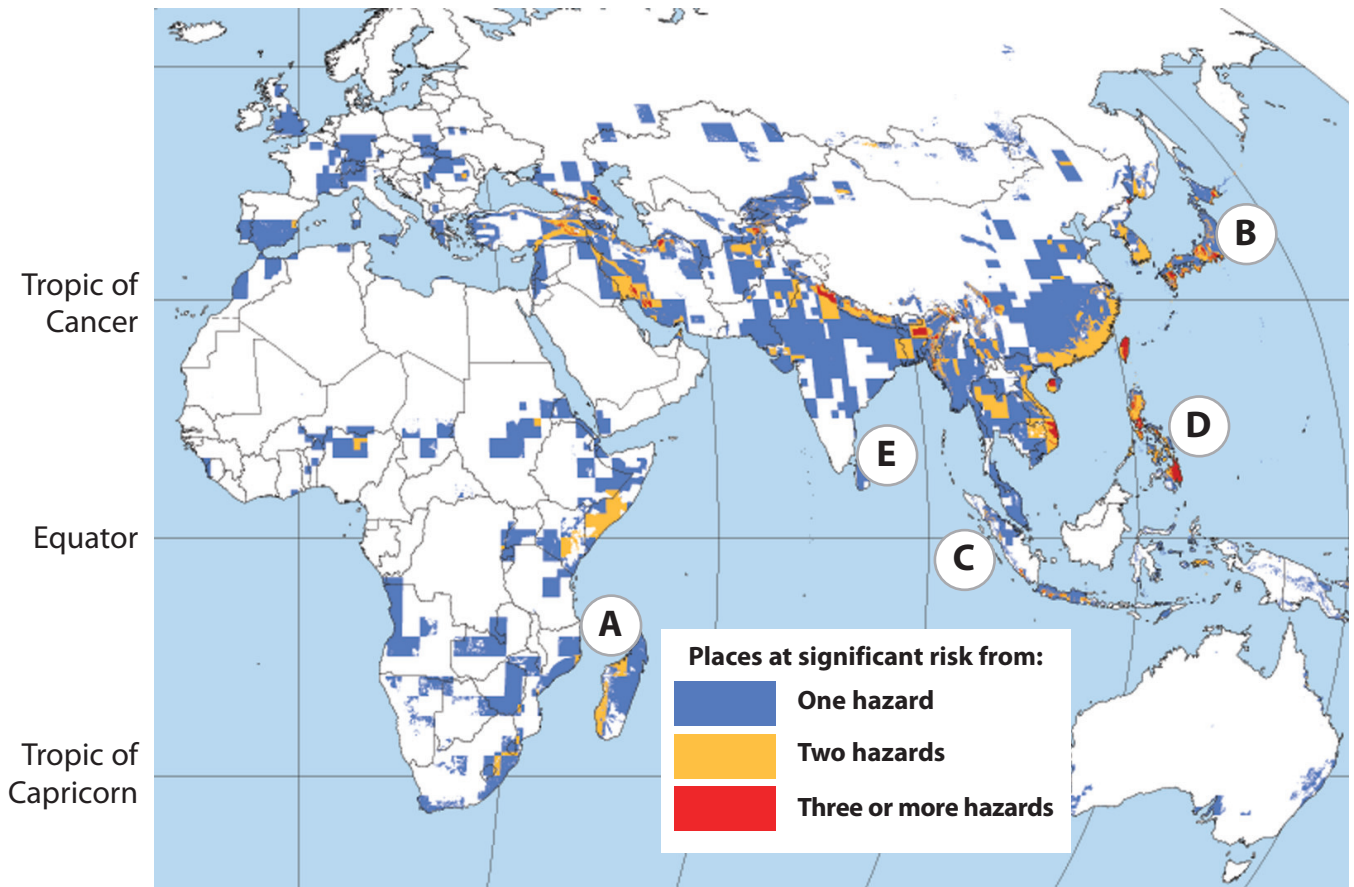 Tropic of
Cancer
Equator
Tropic of
Capricorn
A
B
C
D
E
Places at significant risk from:
One hazard
Two hazards
Three or more hazards